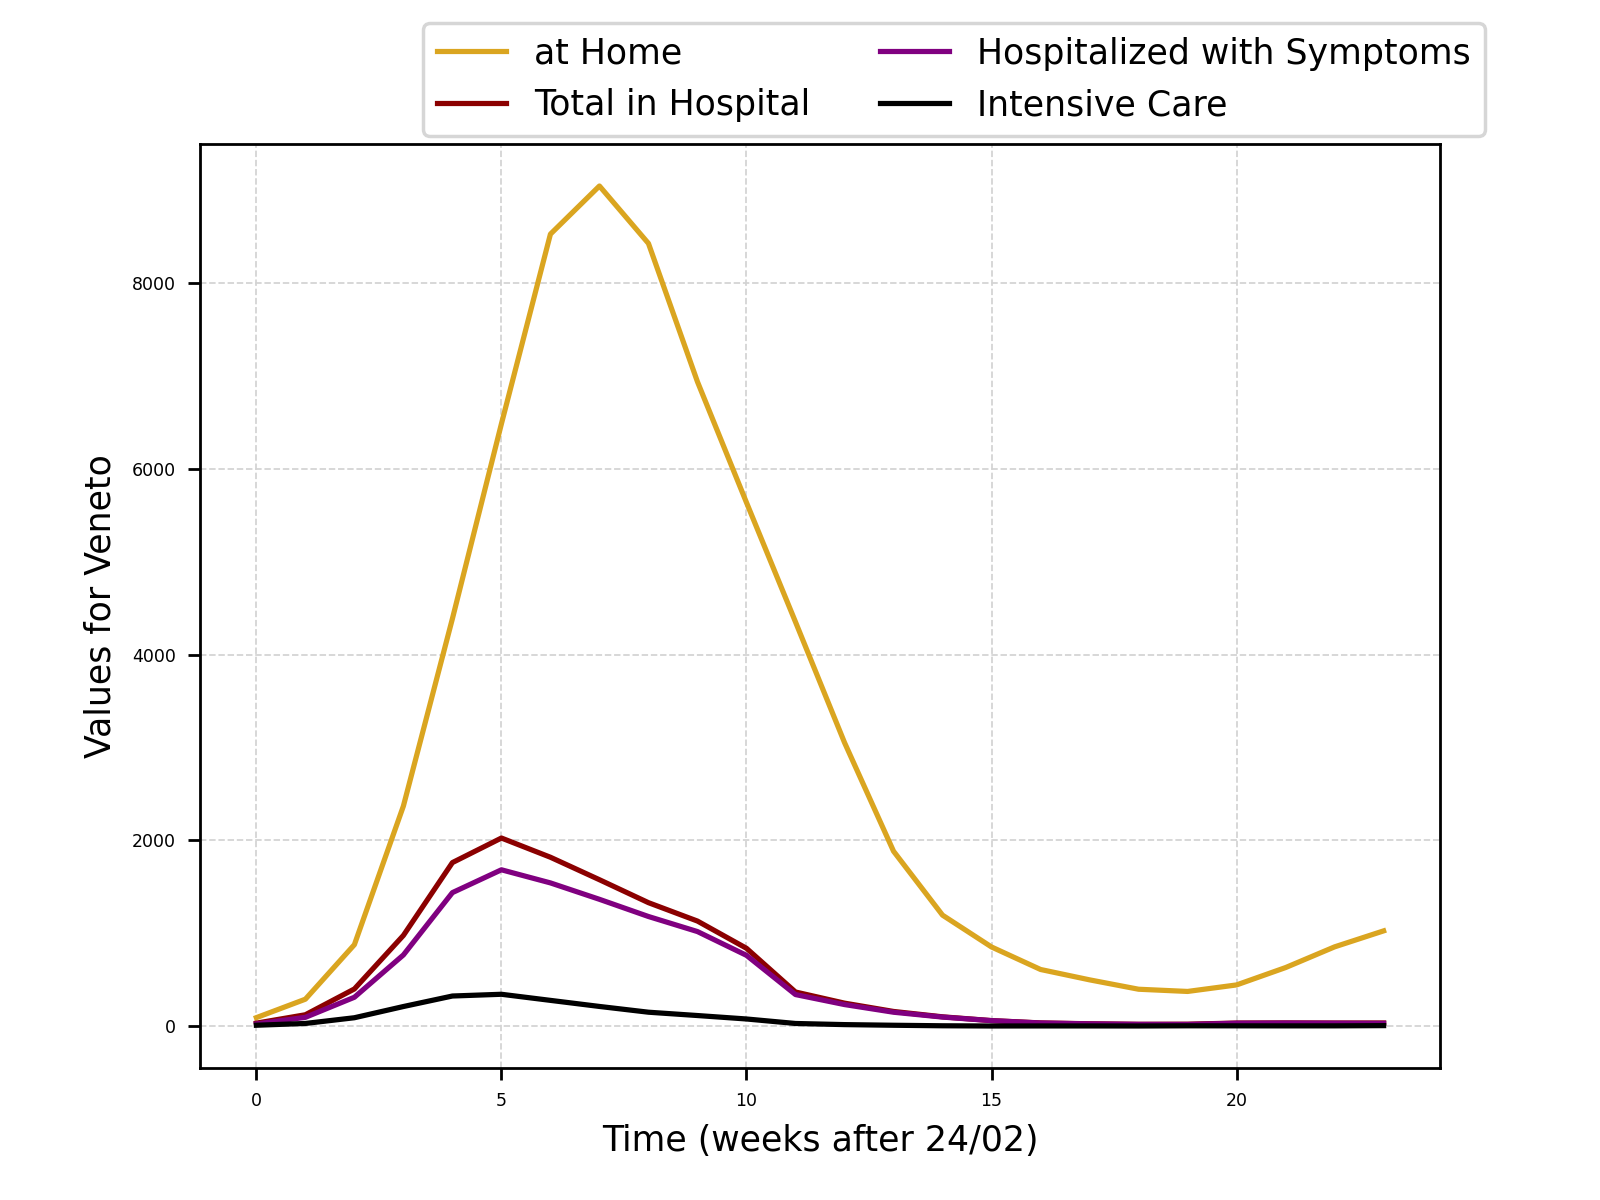 at Home
Total in Hospital
Hospitalized with Symptoms
Intensive Care
Values for Veneto
8000
6000
4000
2000
0
0 5 10 15 20
Time (weeks after 24/02)